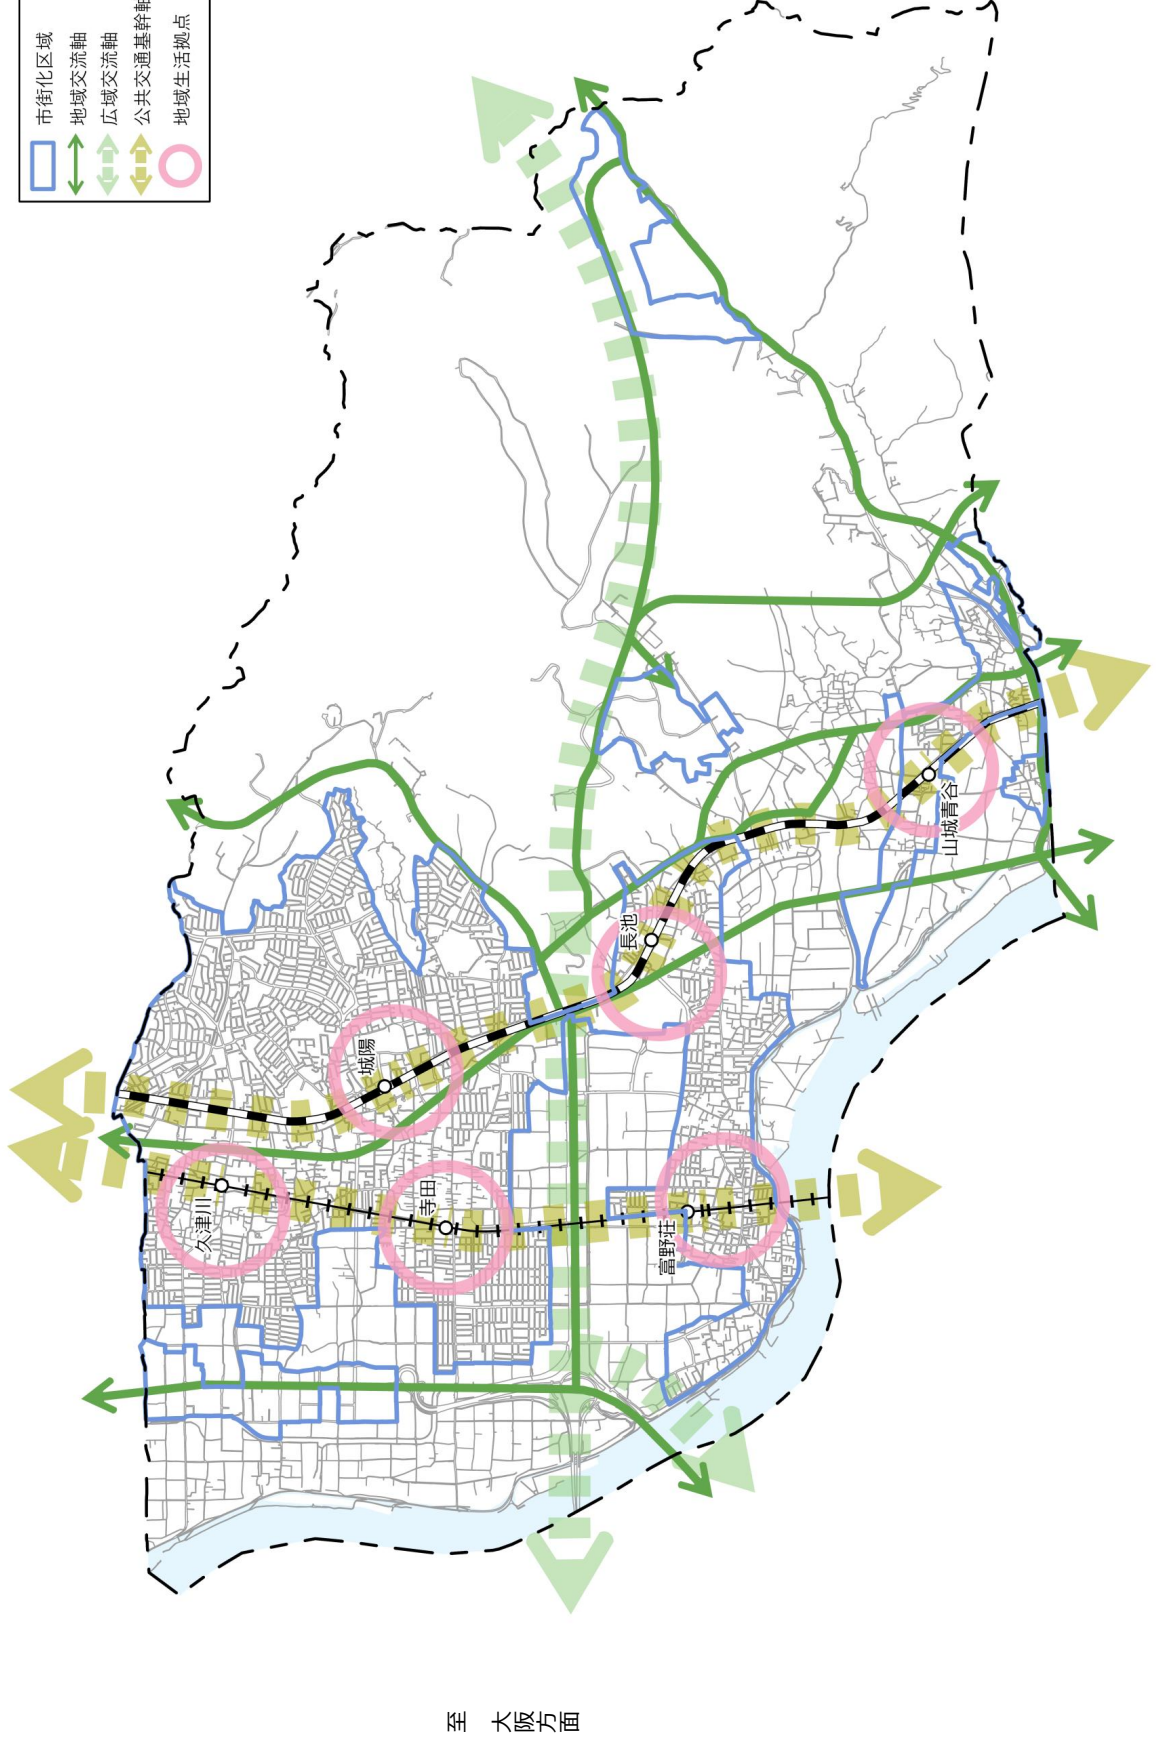 市街化区域
地域交流軸
広域交流軸
公共交通基幹軸
地域生活拠点
久津川
寺田
富野荘
城陽
長池
山城青谷
至 大阪方面